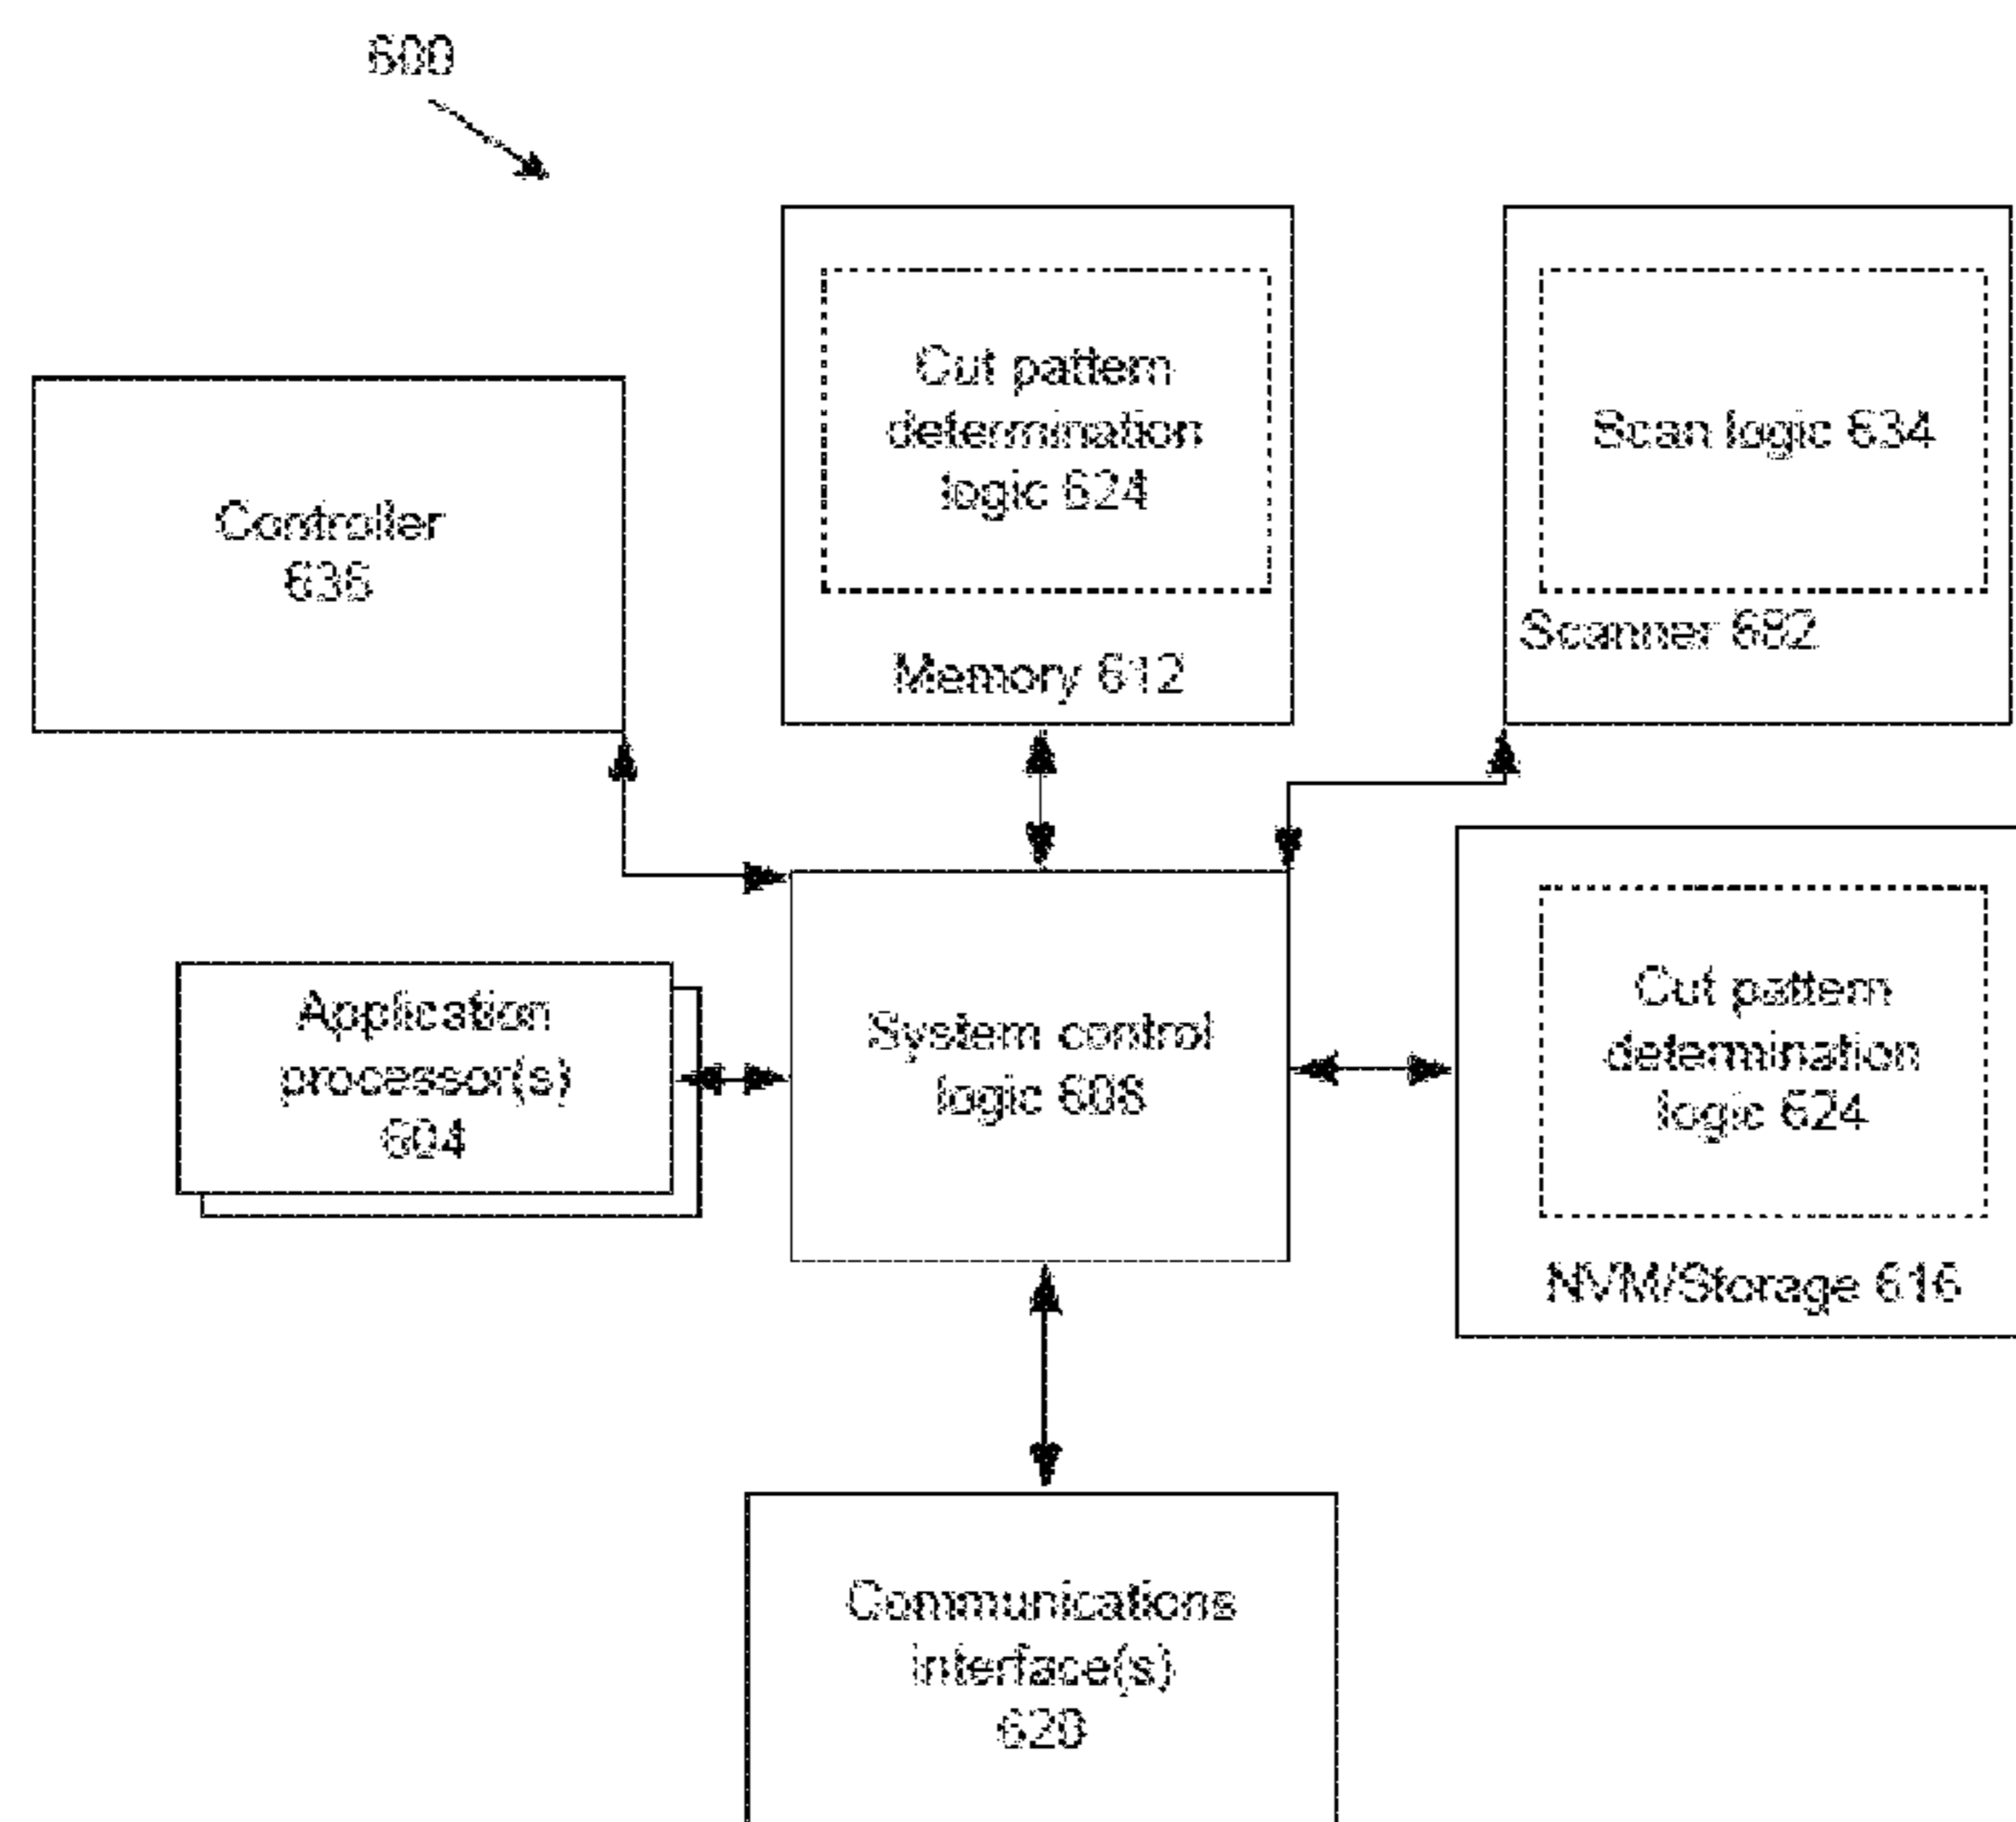 600
Cut pattern
determination
logic 624
Memory 612
Scan logic 634
Scanner 682
Controller
636
Application
processor(s)
604
System control
logic 608
Cut pattern
determination
logic 624
NVM/Storage 616
Communications
interface(s)
620